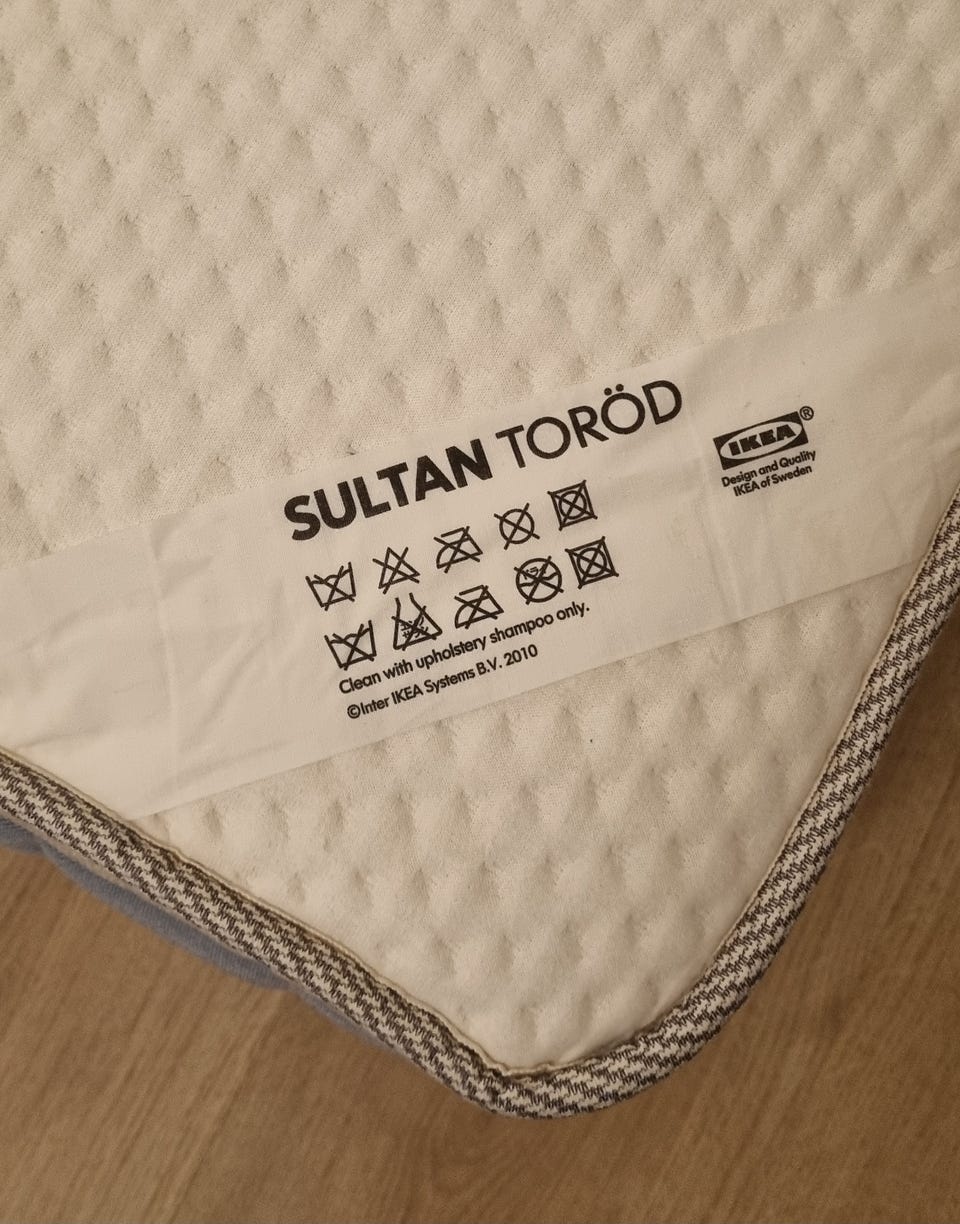 SULTAN TORÖD
IKEA®
Design and Quality
IKEA of Sweden
Clean with upholstery shampoo only.
©Inter IKEA Systems B.V. 2010